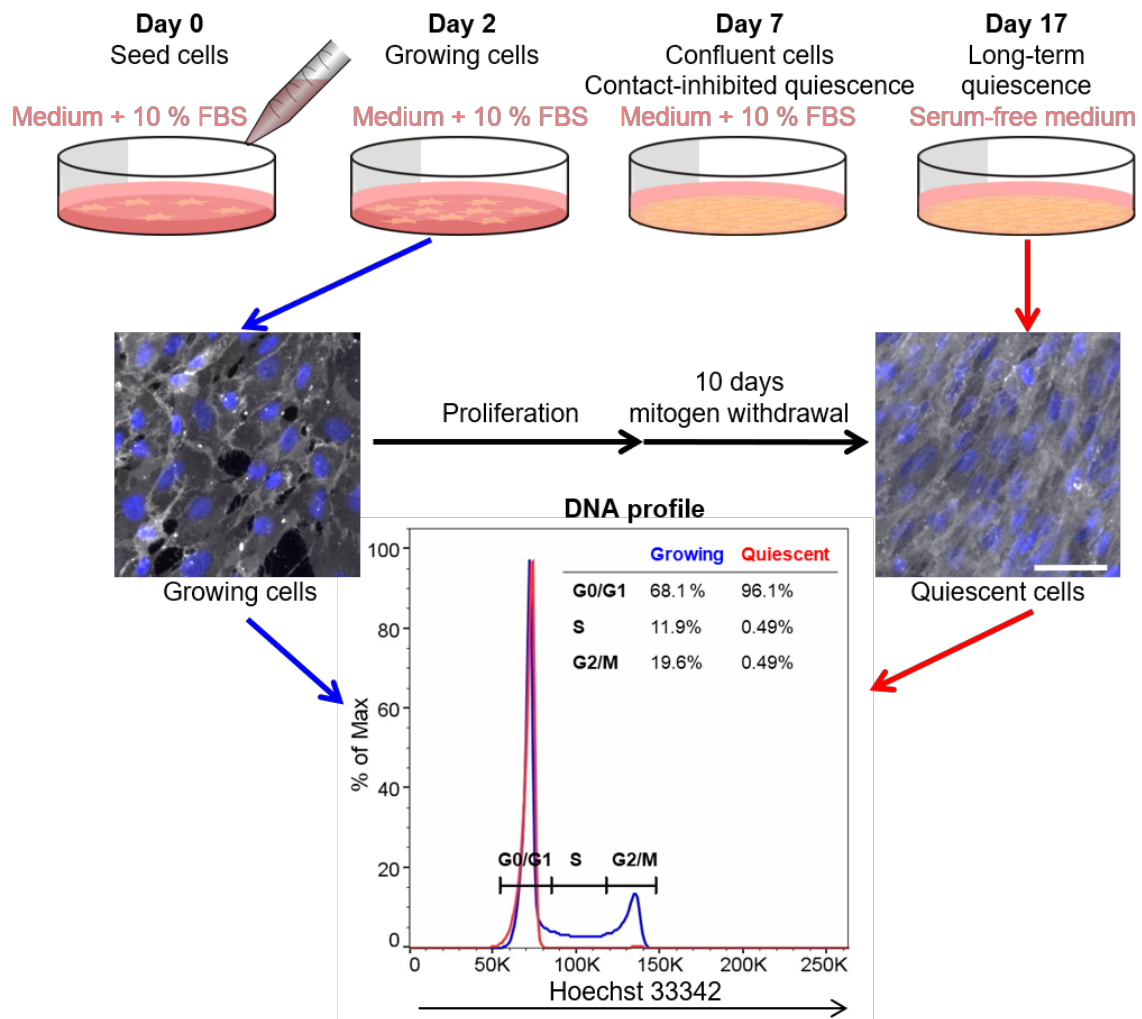 Day 0
Seed cells
Medium + 10 % FBS
Day 2
Growing cells
Medium + 10 % FBS
Day 7
Confluent cells
Contact-inhibited quiescence
Medium + 10 % FBS
Day 17
Long-term
quiescence
Serum-free medium
Proliferation
10 days
mitogen withdrawal
Growing cells
Quiescent cells
DNA profile
Growing Quiescent
G0/G1 68.1% 96.1%
S 11.9% 0.49%
G2/M 19.6% 0.49%
% of Max
100
80
60
40
20
0
G0/G1 S G2/M
0 50K 100K 150K 200K 250K
Hoechst 33342